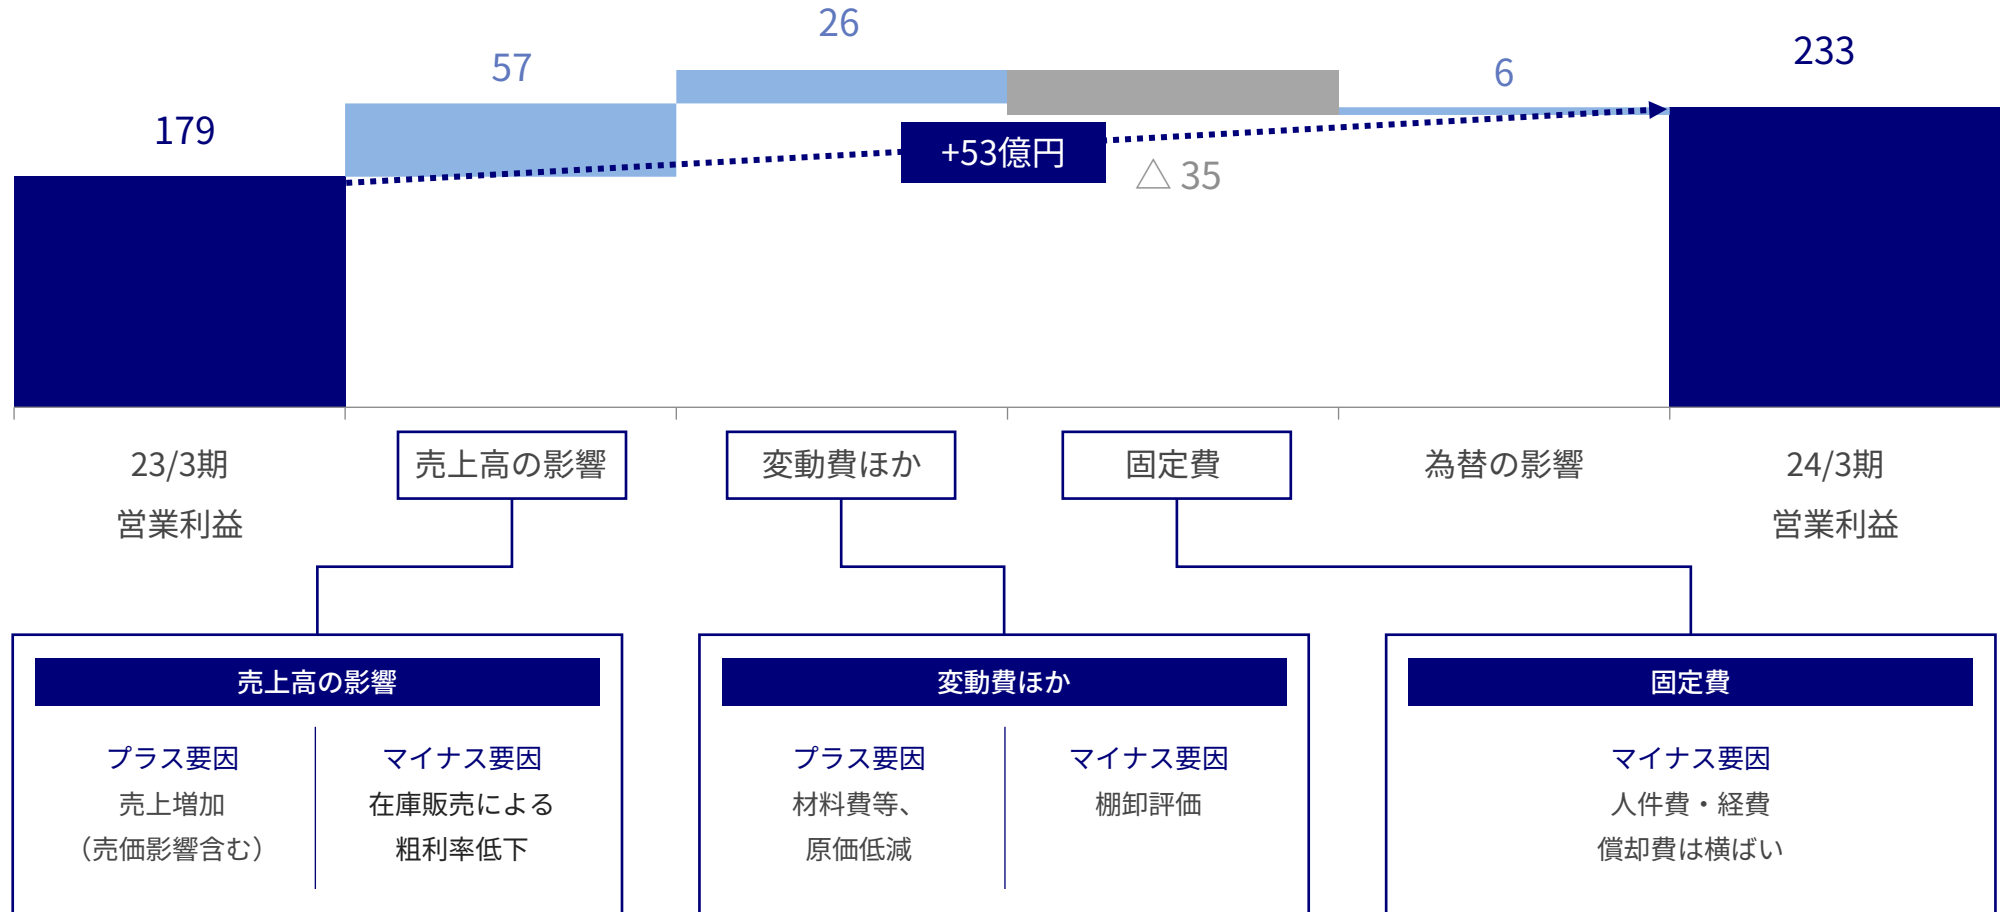 179
57
26
△ 35
6
233
+53億円
23/3期
営業利益
売上高の影響
変動費ほか
固定費
為替の影響
24/3期
営業利益
売上高の影響
プラス要因
売上増加
（売価影響含む）
マイナス要因
在庫販売による
粗利率低下
変動費ほか
プラス要因
材料費等、
原価低減
マイナス要因
棚卸評価
固定費
マイナス要因
人件費・経費
償却費は横ばい